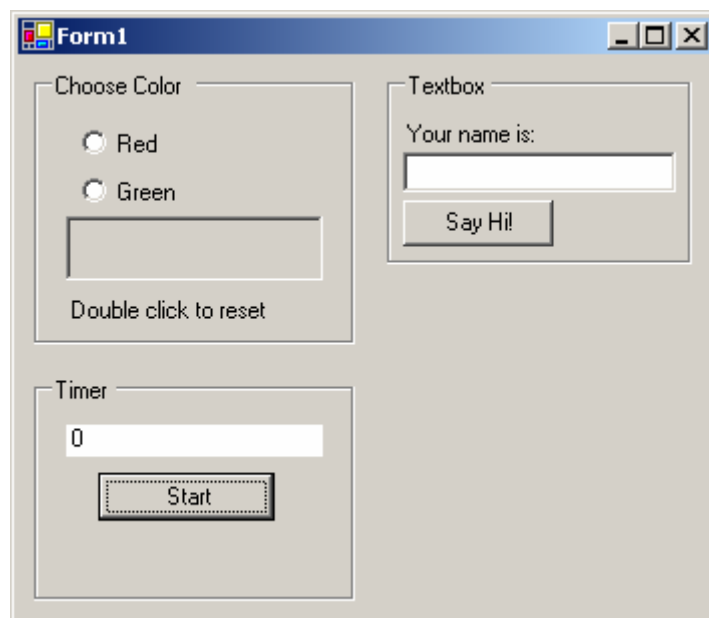 Form1
Choose Color
Red
Green
Double click to reset
Textbox
Your name is:
Say Hi!
Timer
0
Start